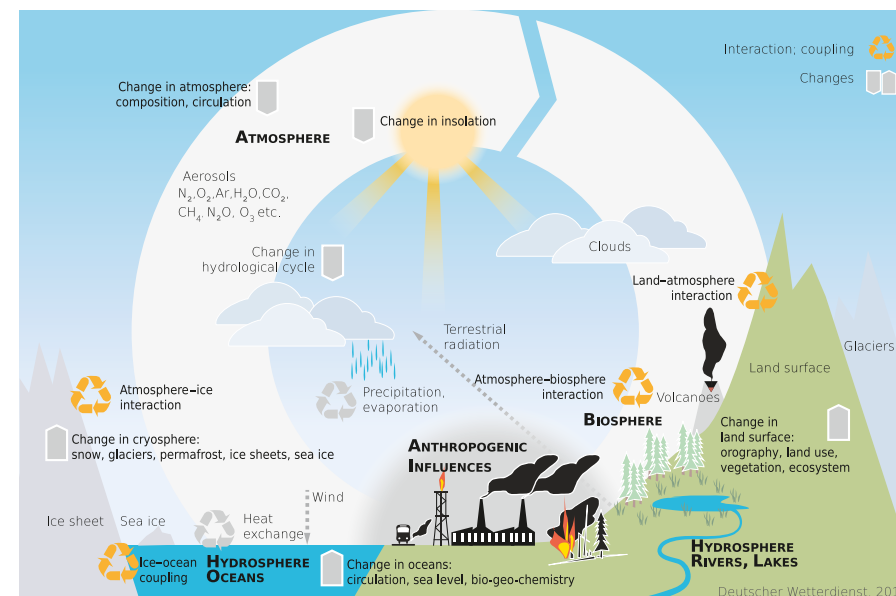 Interaction; coupling
Changes
Change in atmosphere:
composition, circulation
Change in insolation
ATMOSPHERE
Aerosols
N₂,O₂,Ar,H₂O,CO₂,
CH₄, N₂O, O₃ etc.
Change in
hydrological cycle
Clouds
Land–atmosphere
interaction
Terrestrial
radiation
Glaciers
Land surface
Atmosphere–ice
interaction
Precipitation,
evaporation
Atmosphere–biosphere
interaction
Volcanoes
BIOSPHERE
Change in
land surface:
orography, land use,
vegetation, ecosystem
Change in cryosphere:
snow, glaciers, permafrost, ice sheets, sea ice
ANTHROPOGENIC
INFLUENCES
Wind
Ice sheet
Sea ice
Heat
exchange
Ice–ocean
coupling
HYDROSPHERE
OCEANS
Change in oceans:
circulation, sea level, bio-geo-chemistry
HYDROSPHERE
RIVERS, LAKES
Deutscher Wetterdienst, 201